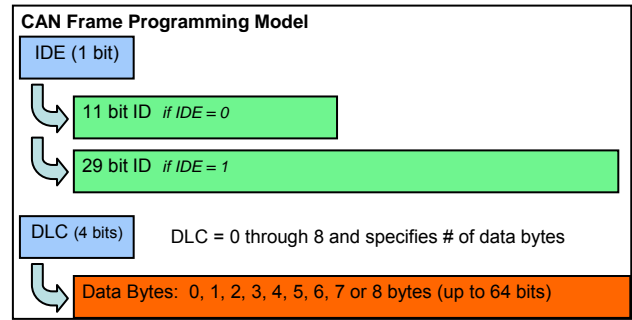 CAN Frame Programming Model
IDE (1 bit)
11 bit ID if IDE = 0
29 bit ID if IDE = 1
DLC (4 bits) DLC = 0 through 8 and specifies # of data bytes
Data Bytes: 0, 1, 2, 3, 4, 5, 6, 7 or 8 bytes (up to 64 bits)